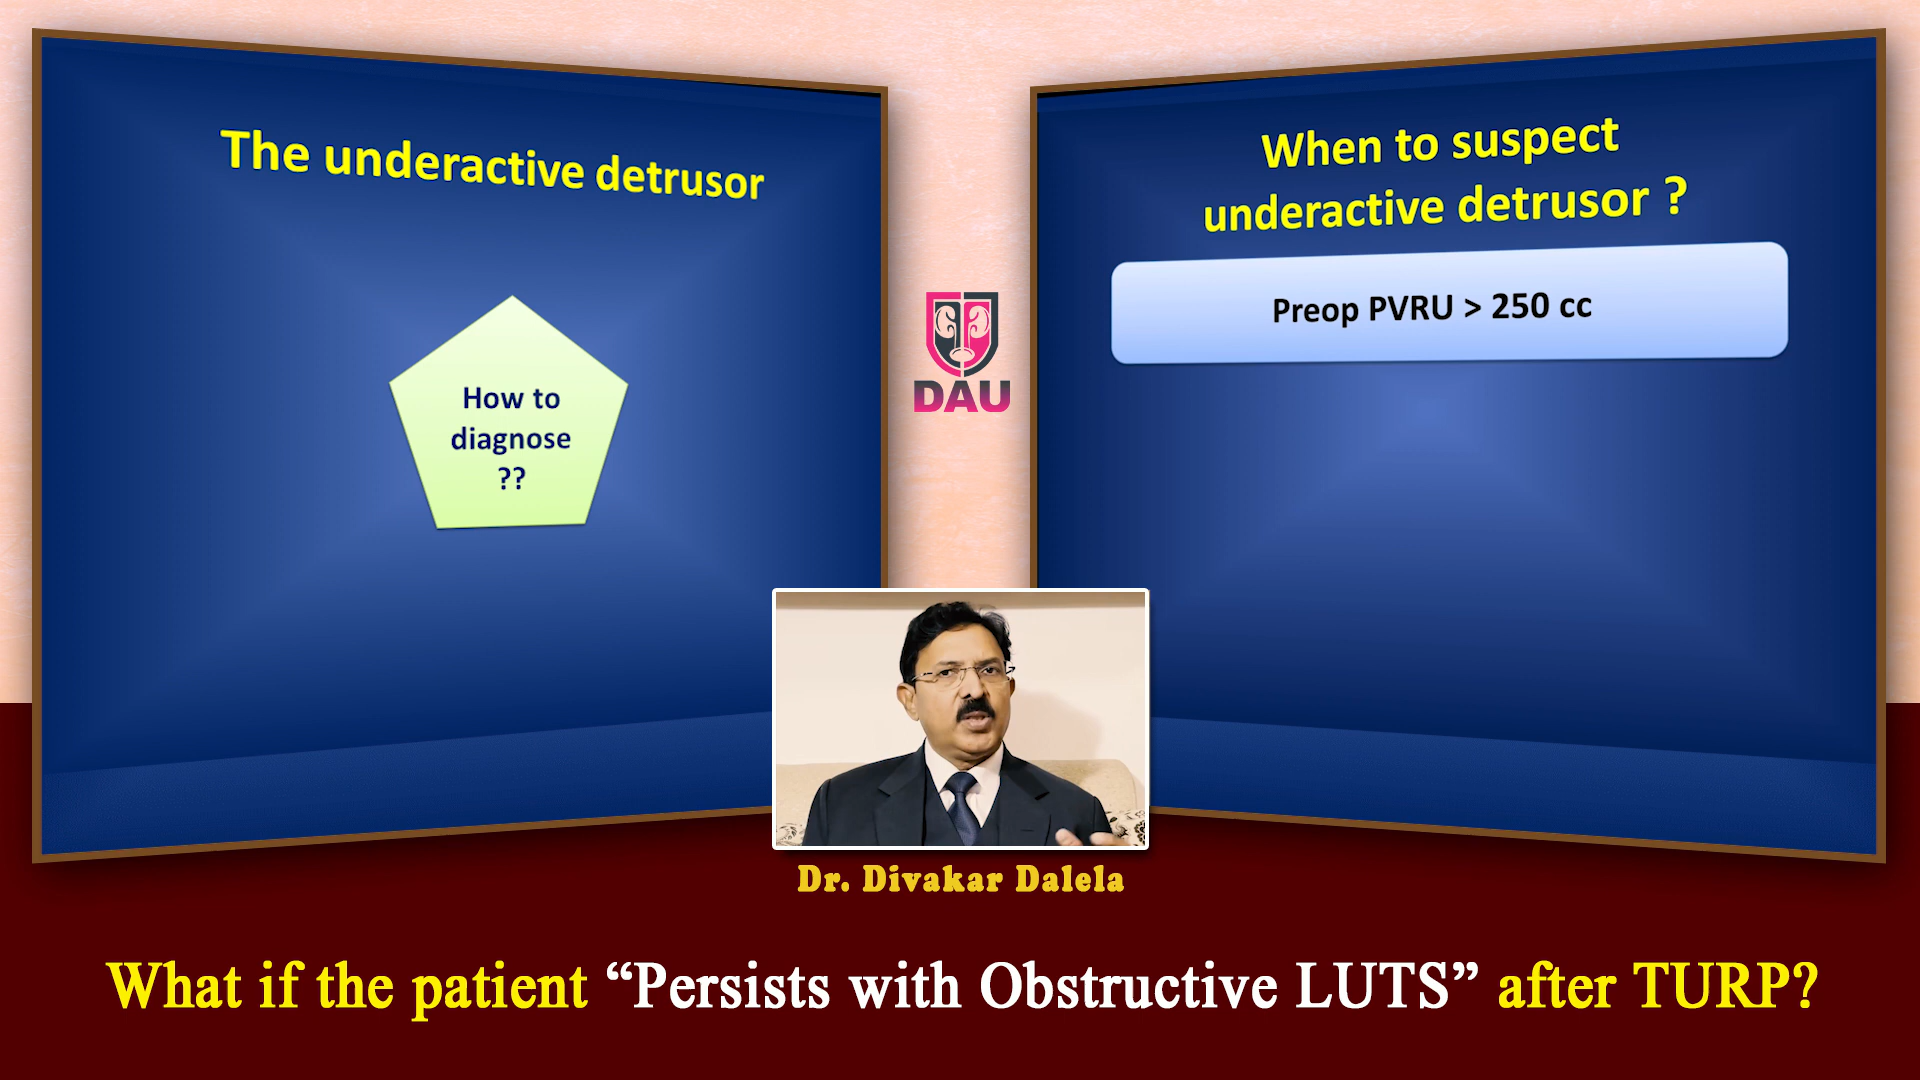 The underactive detrusor
How to
diagnose
??
When to suspect
underactive detrusor ?
Preop PVRU > 250 cc
DAU
Dr. Divakar Dalela
What if the patient “Persists with Obstructive LUTS” after TURP?